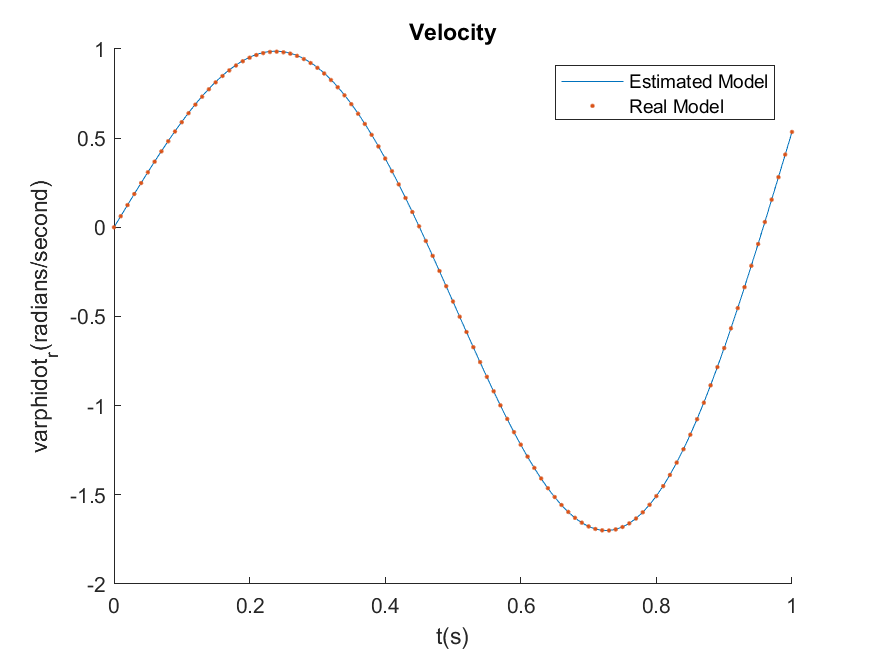 Velocity
Estimated Model
Real Model
1
0.5
0
-0.5
-1
-1.5
-2
varphidot_r(radians/second)
0
0.2
0.4
0.6
0.8
1
t(s)